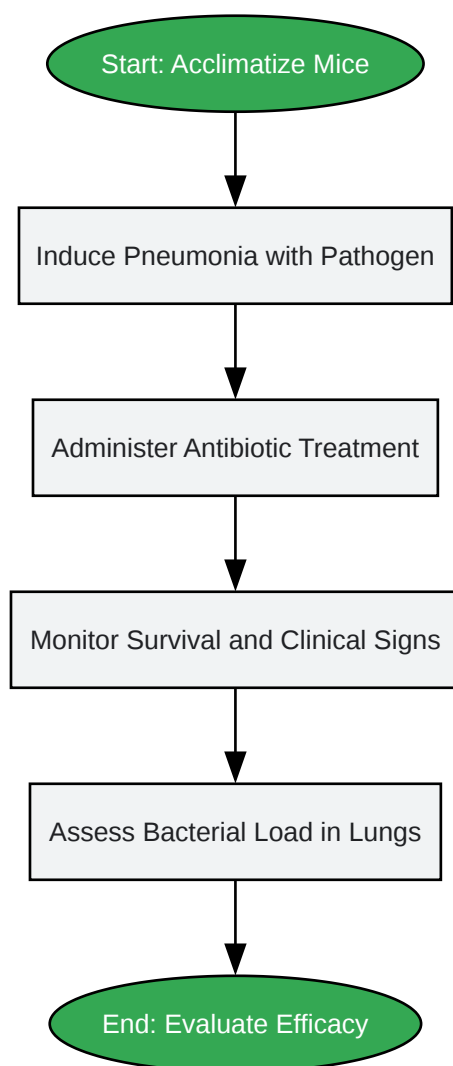 Start: Acclimatize Mice
Induce Pneumonia with Pathogen
Administer Antibiotic Treatment
Monitor Survival and Clinical Signs
Assess Bacterial Load in Lungs
End: Evaluate Efficacy